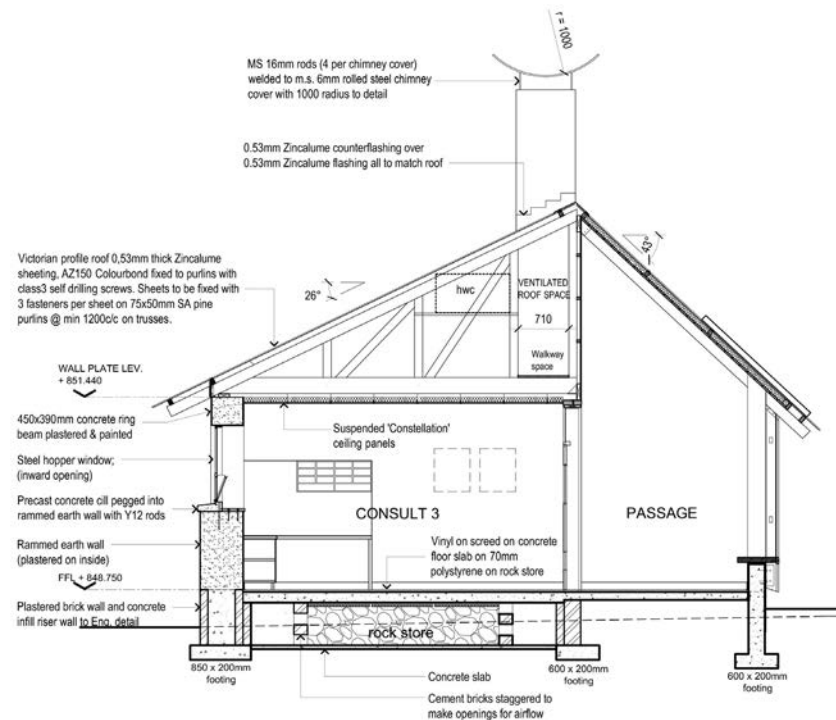 r = 1000
MS 16mm rods (4 per chimney cover)
welded to m.s. 6mm rolled steel chimney
cover with 1000 radius to detail
0.53mm Zincalume counterflashing over
0.53mm Zincalume flashing all to match roof
Victorian profile roof 0,53mm thick Zincalume
sheeting, AZ150 Colourbond fixed to purlins with
class3 self drilling screws. Sheets to be fixed with
3 fasteners per sheet on 75x50mm SA pine
purlins @ min 1200c/c on trusses.
26°
43°
hwc
VENTILATED
ROOF SPACE
710
Walkway
space
WALL PLATE LEV.
+ 851.440
450x390mm concrete ring
beam plastered & painted
Suspended 'Constellation'
ceiling panels
Steel hopper window;
(inward opening)
Precast concrete cill pegged into
rammed earth wall with Y12 rods
CONSULT 3
PASSAGE
Rammed earth wall
(plastered on inside)
Vinyl on screed on concrete
floor slab on 70mm
polystyrene on rock store
FFL + 848.750
Plastered brick wall and concrete
infill riser wall to Eng. detail
rock store
850 x 200mm
footing
600 x 200mm
footing
600 x 200mm
footing
Concrete slab
Cement bricks staggered to
make openings for airflow